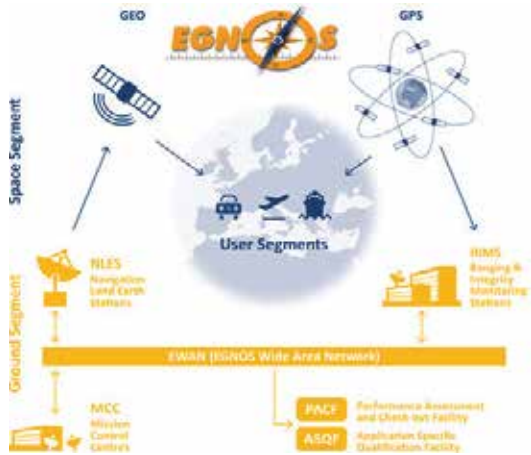 GEO
EGNOS
GPS
Space Segment
User Segments
NLES
Navigation
Land Earth
Stations
RIMS
Ranging &
Integrity
Monitoring
Stations
Ground Segment
EWAN (EGNOS Wide Area Network)
MCC
Mission
Control
Centres
PACF
Performance Assessment
and Check-out Facility
ASQF
Application Specific
Qualification Facility